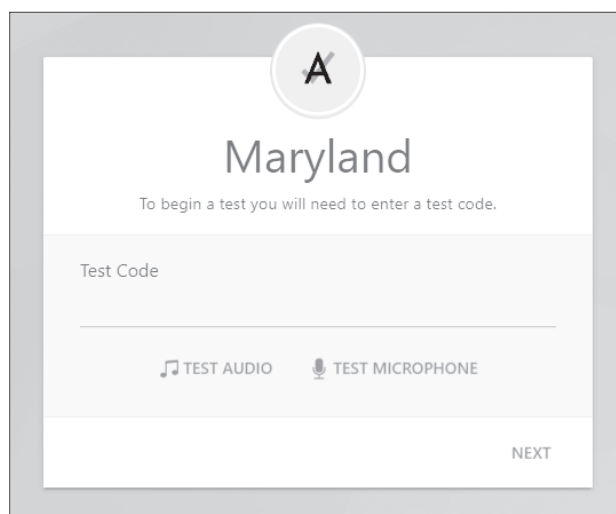 A
Maryland
To begin a test you will need to enter a test code.
Test Code
TEST AUDIO TEST MICROPHONE
NEXT